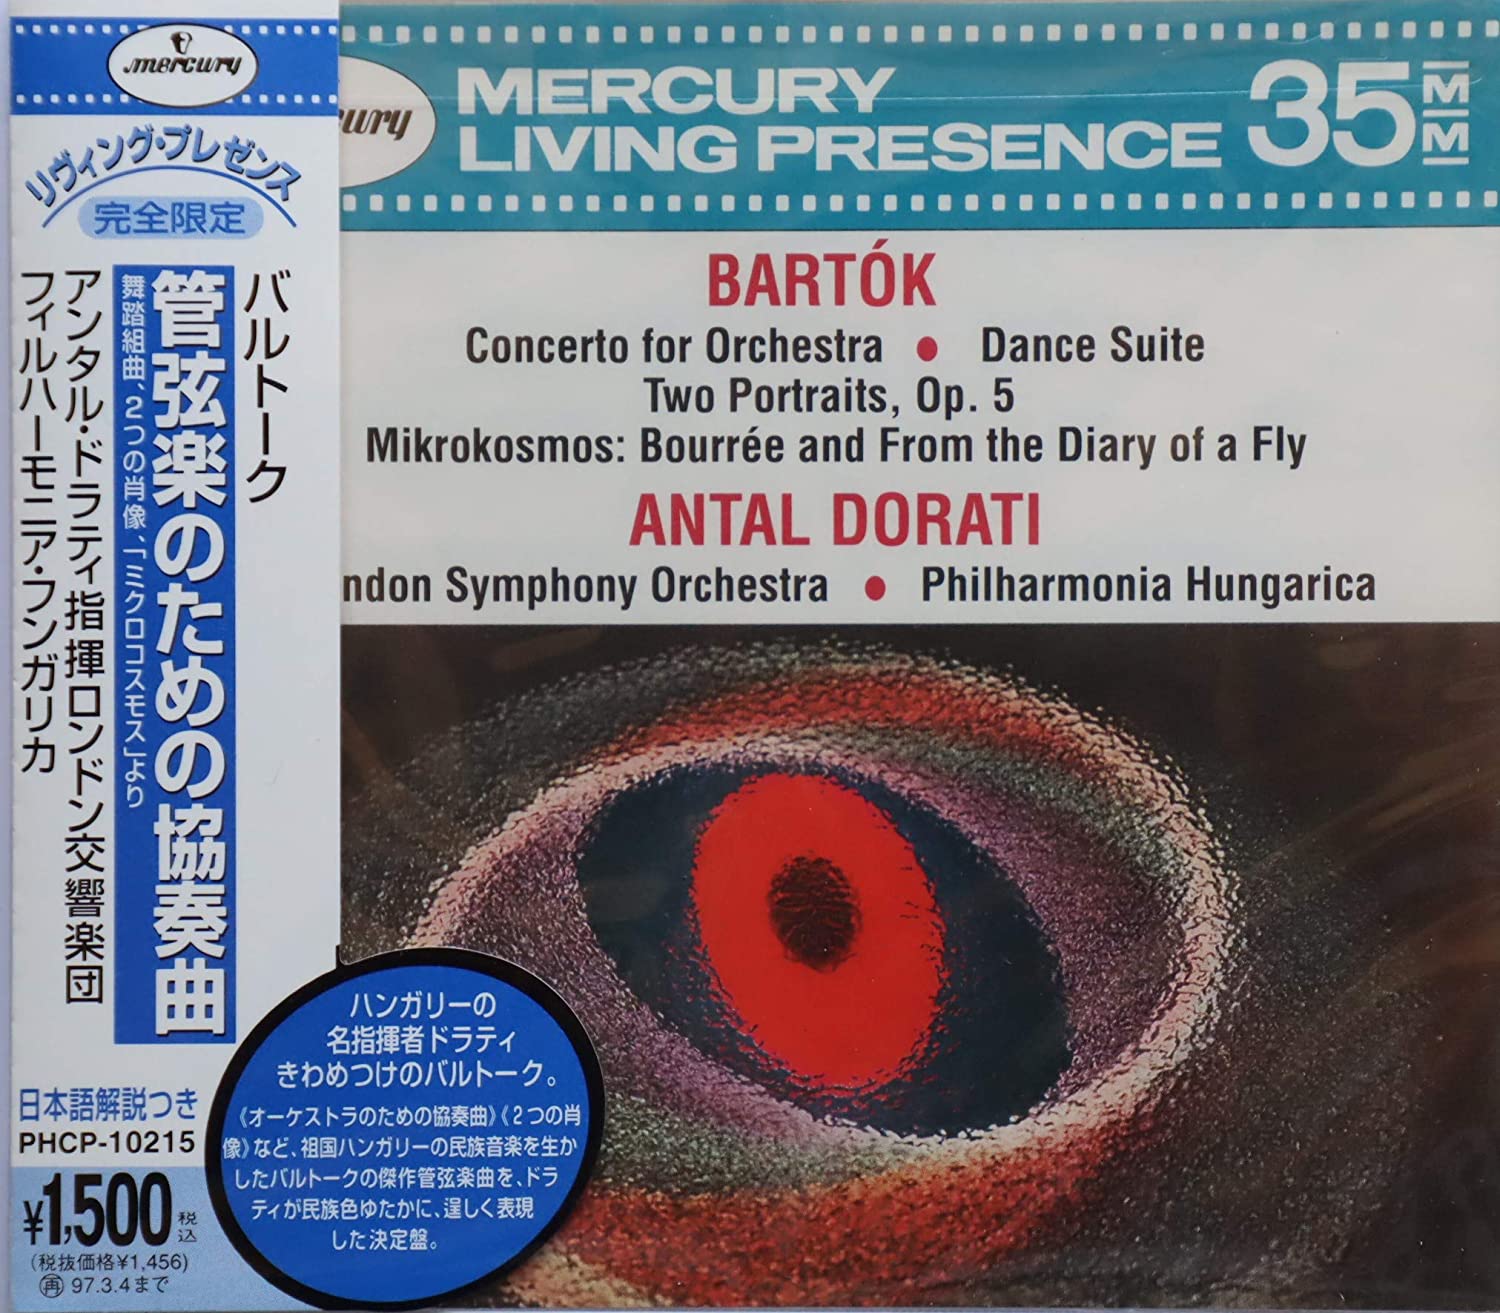 mercury
リヴィング・プレゼンス
完全限定
バルトーク
管弦楽のための協奏曲
舞踏組曲、2つの肖像、「ミクロコスモス」より
アンタル・ドラティ指揮ロンドン交響楽団
フィルハーモニア・フンガリカ
日本語解説つき
PHCP-10215
¥1,500 税込
(税抜価格¥1,456)
再 97.3.4まで
ハンガリーの
名指揮者ドラティ
きわめつけのバルトーク。
《オーケストラのための協奏曲》《2つの肖
像》など、祖国ハンガリーの民族音楽を生か
したバルトークの傑作管弦楽曲を、ドラ
ティが民族色ゆたかに、逞しく表現
した決定盤。
cury
MERCURY
LIVING PRESENCE 35MM
BARTÓK
Concerto for Orchestra ● Dance Suite
Two Portraits, Op. 5
Mikrokosmos: Bourrée and From the Diary of a Fly
ANTAL DORATI
ndon Symphony Orchestra ● Philharmonia Hungarica